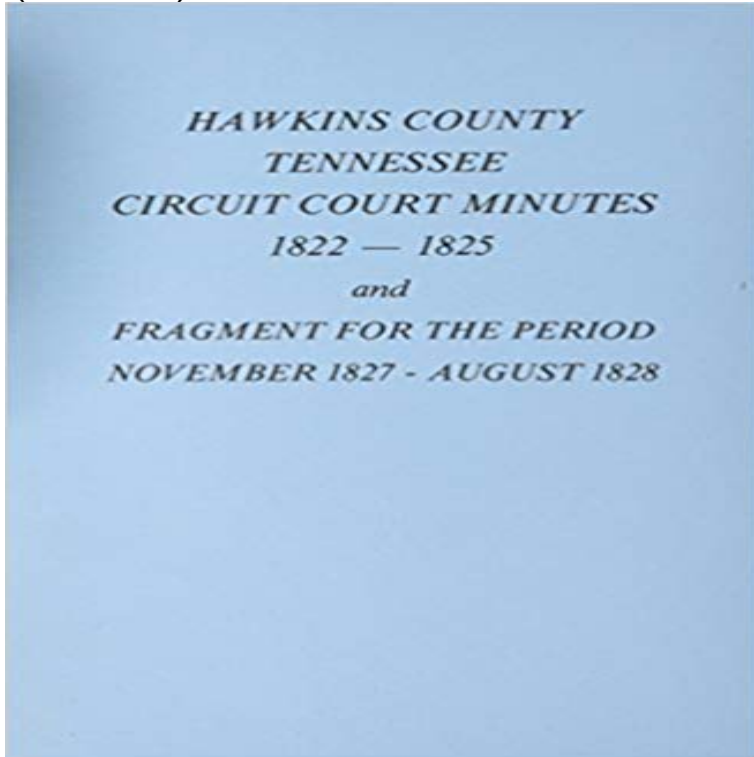 HAWKINS COUNTY
TENNESSEE
CIRCUIT COURT MINUTES
1822 — 1825
and
FRAGMENT FOR THE PERIOD
NOVEMBER 1827 - AUGUST 1828